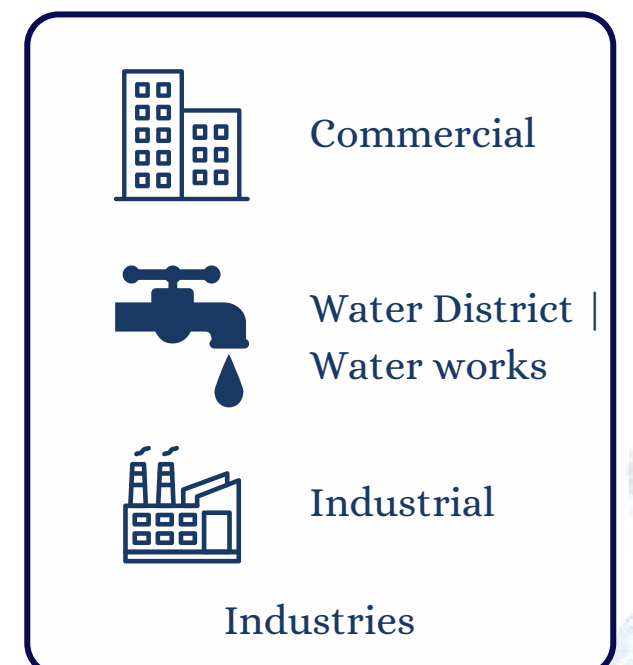 Commercial
Water District |
Water works
Industrial
Industries